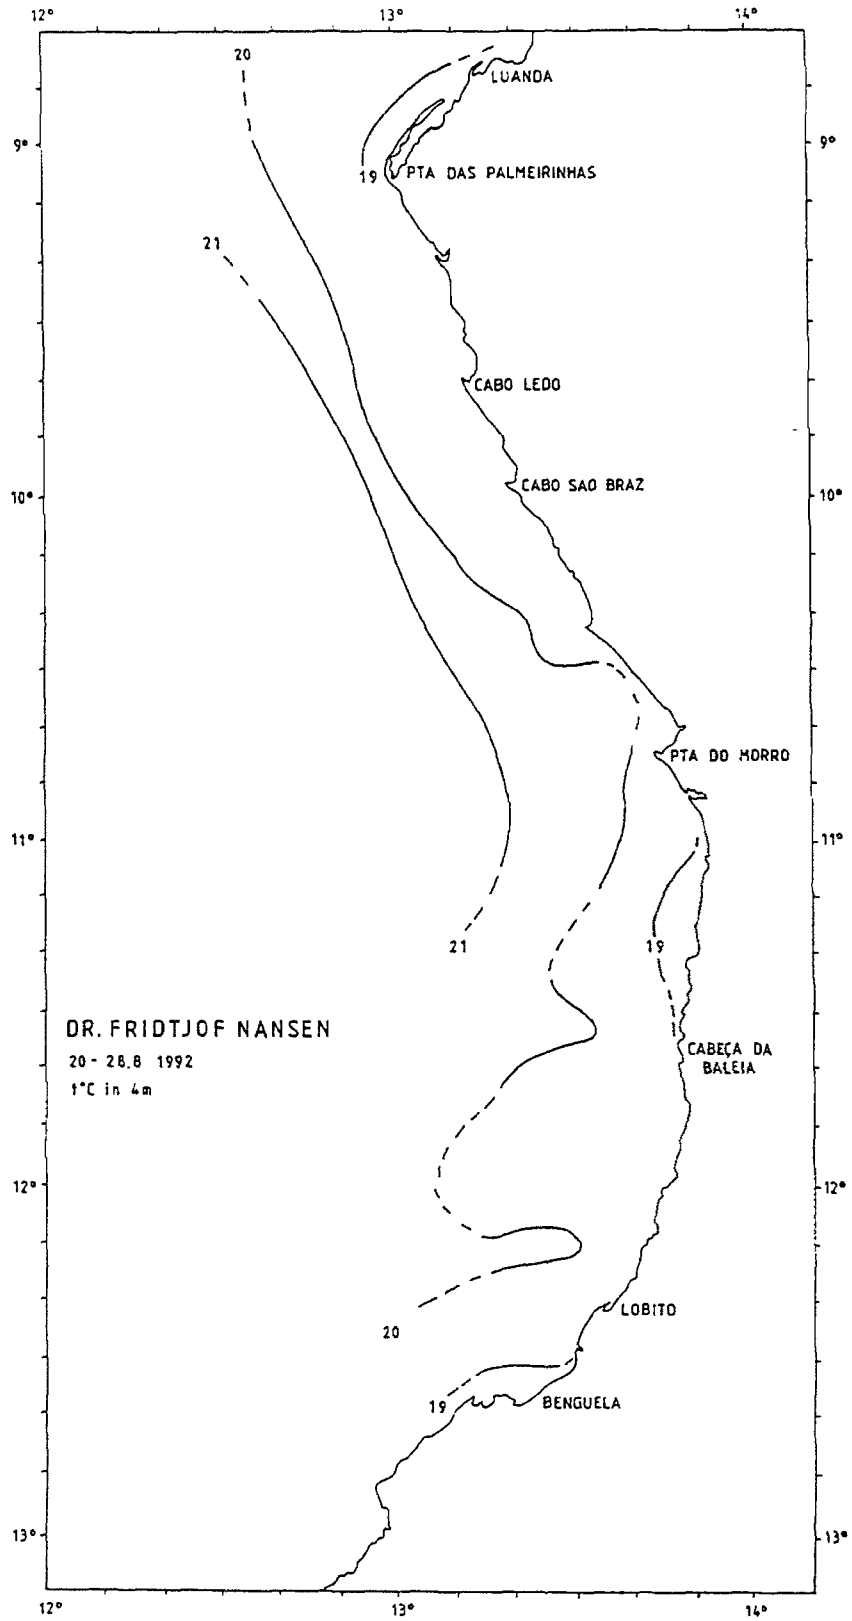 12° 13° 14°
20
LUANDA
9° 9°
19 PTA DAS PALMEIRINHAS
21
CABO LEDO
CABO SAO BRAZ
10° 10°
PTA DO MORRO
11° 11°
21
19
DR. FRIDTJOF NANSEN
20 - 28.8 1992
t°C in 4m
CABEÇA DA
BALEIA
12° 12°
LOBITO
20
19
BENGUELA
13° 13°
12° 13° 14°